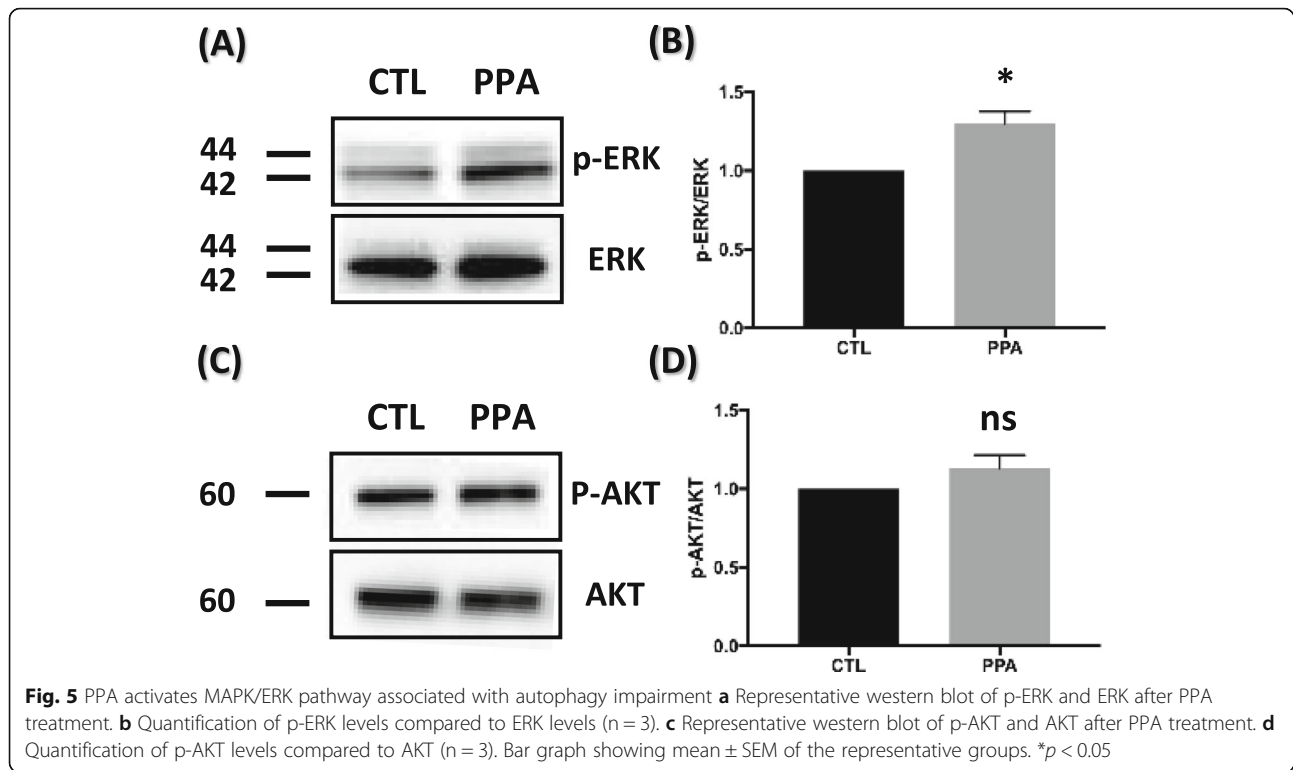 (A)
CTL PPA
44
42
p-ERK
44
42
ERK
(B)
*
p-ERK/ERK
1.5
1.0
0.5
0.0
CTL PPA
(C)
CTL PPA
60
P-AKT
60
AKT
(D)
ns
p-AKT/AKT
1.5
1.0
0.5
0.0
CTL PPA
Fig. 5 PPA activates MAPK/ERK pathway associated with autophagy impairment a Representative western blot of p-ERK and ERK after PPA
treatment. b Quantification of p-ERK levels compared to ERK levels (n = 3). c Representative western blot of p-AKT and AKT after PPA treatment. d
Quantification of p-AKT levels compared to AKT (n = 3). Bar graph showing mean ± SEM of the representative groups. *p < 0.05